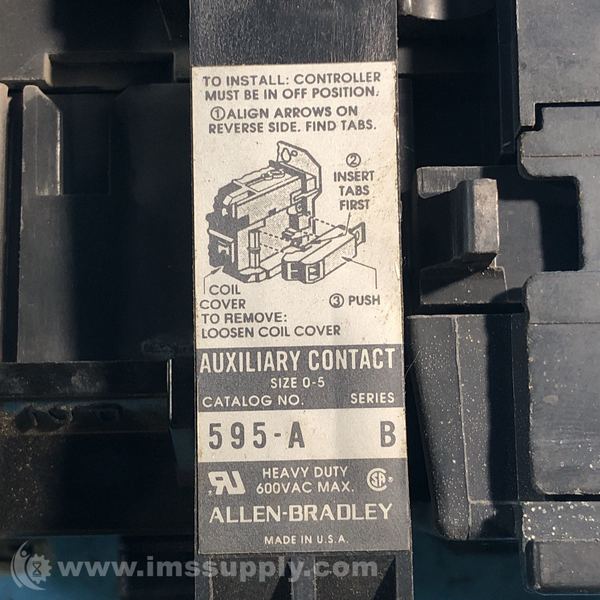 TO INSTALL: CONTROLLER
MUST BE IN OFF POSITION.
①ALIGN ARROWS ON
REVERSE SIDE. FIND TABS.
②
INSERT
TABS
FIRST
COIL
COVER
③ PUSH
TO REMOVE:
LOOSEN COIL COVER
AUXILIARY CONTACT
SIZE 0-5
CATALOG NO. SERIES
595-A B
HEAVY DUTY
600VAC MAX.
ALLEN-BRADLEY
MADE IN U.S.A.
www.imssupply.com